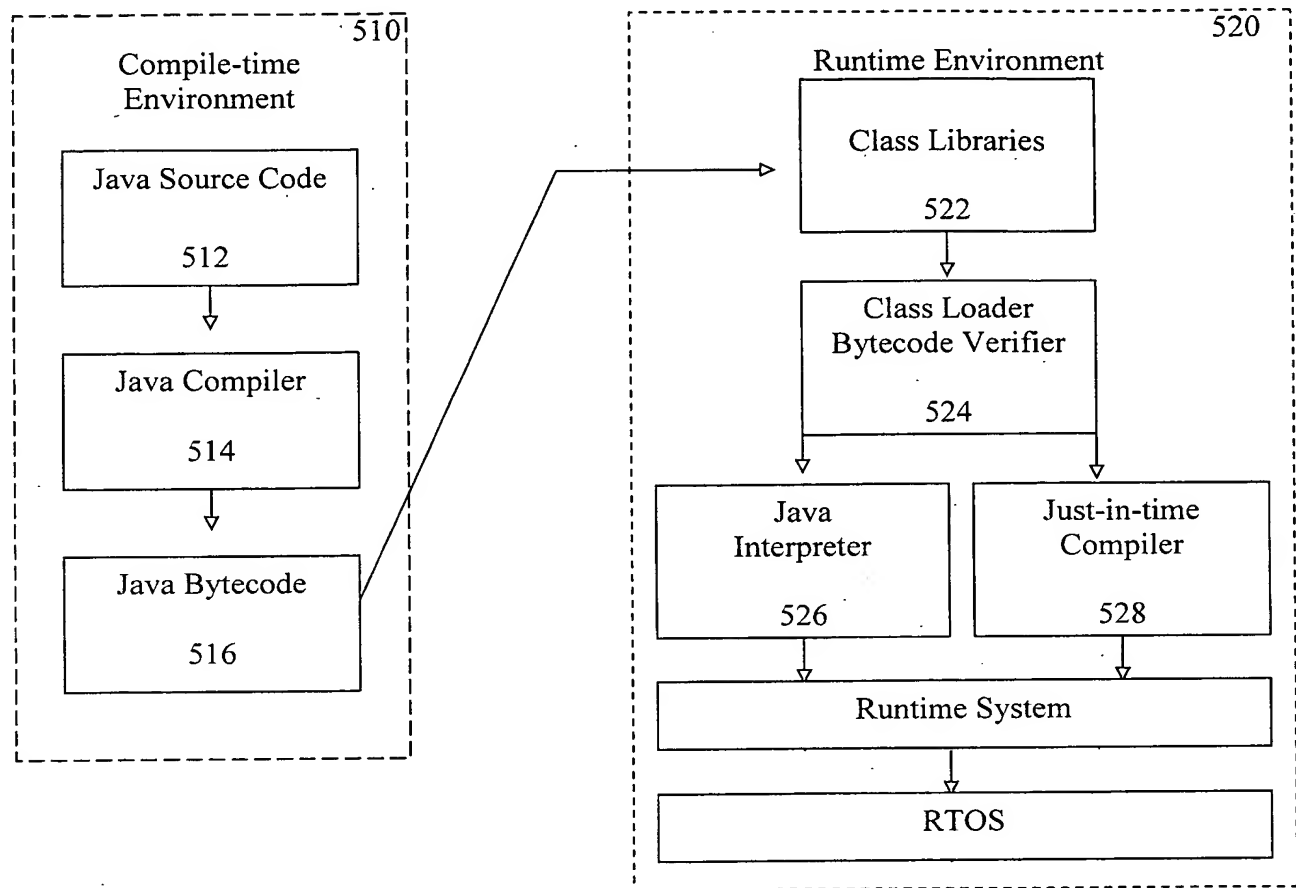 510
Compile-time
Environment
Java Source Code
512
Java Compiler
514
Java Bytecode
516
520
Runtime Environment
Class Libraries
522
Class Loader
Bytecode Verifier
524
Java
Interpreter
526
Just-in-time
Compiler
528
Runtime System
RTOS